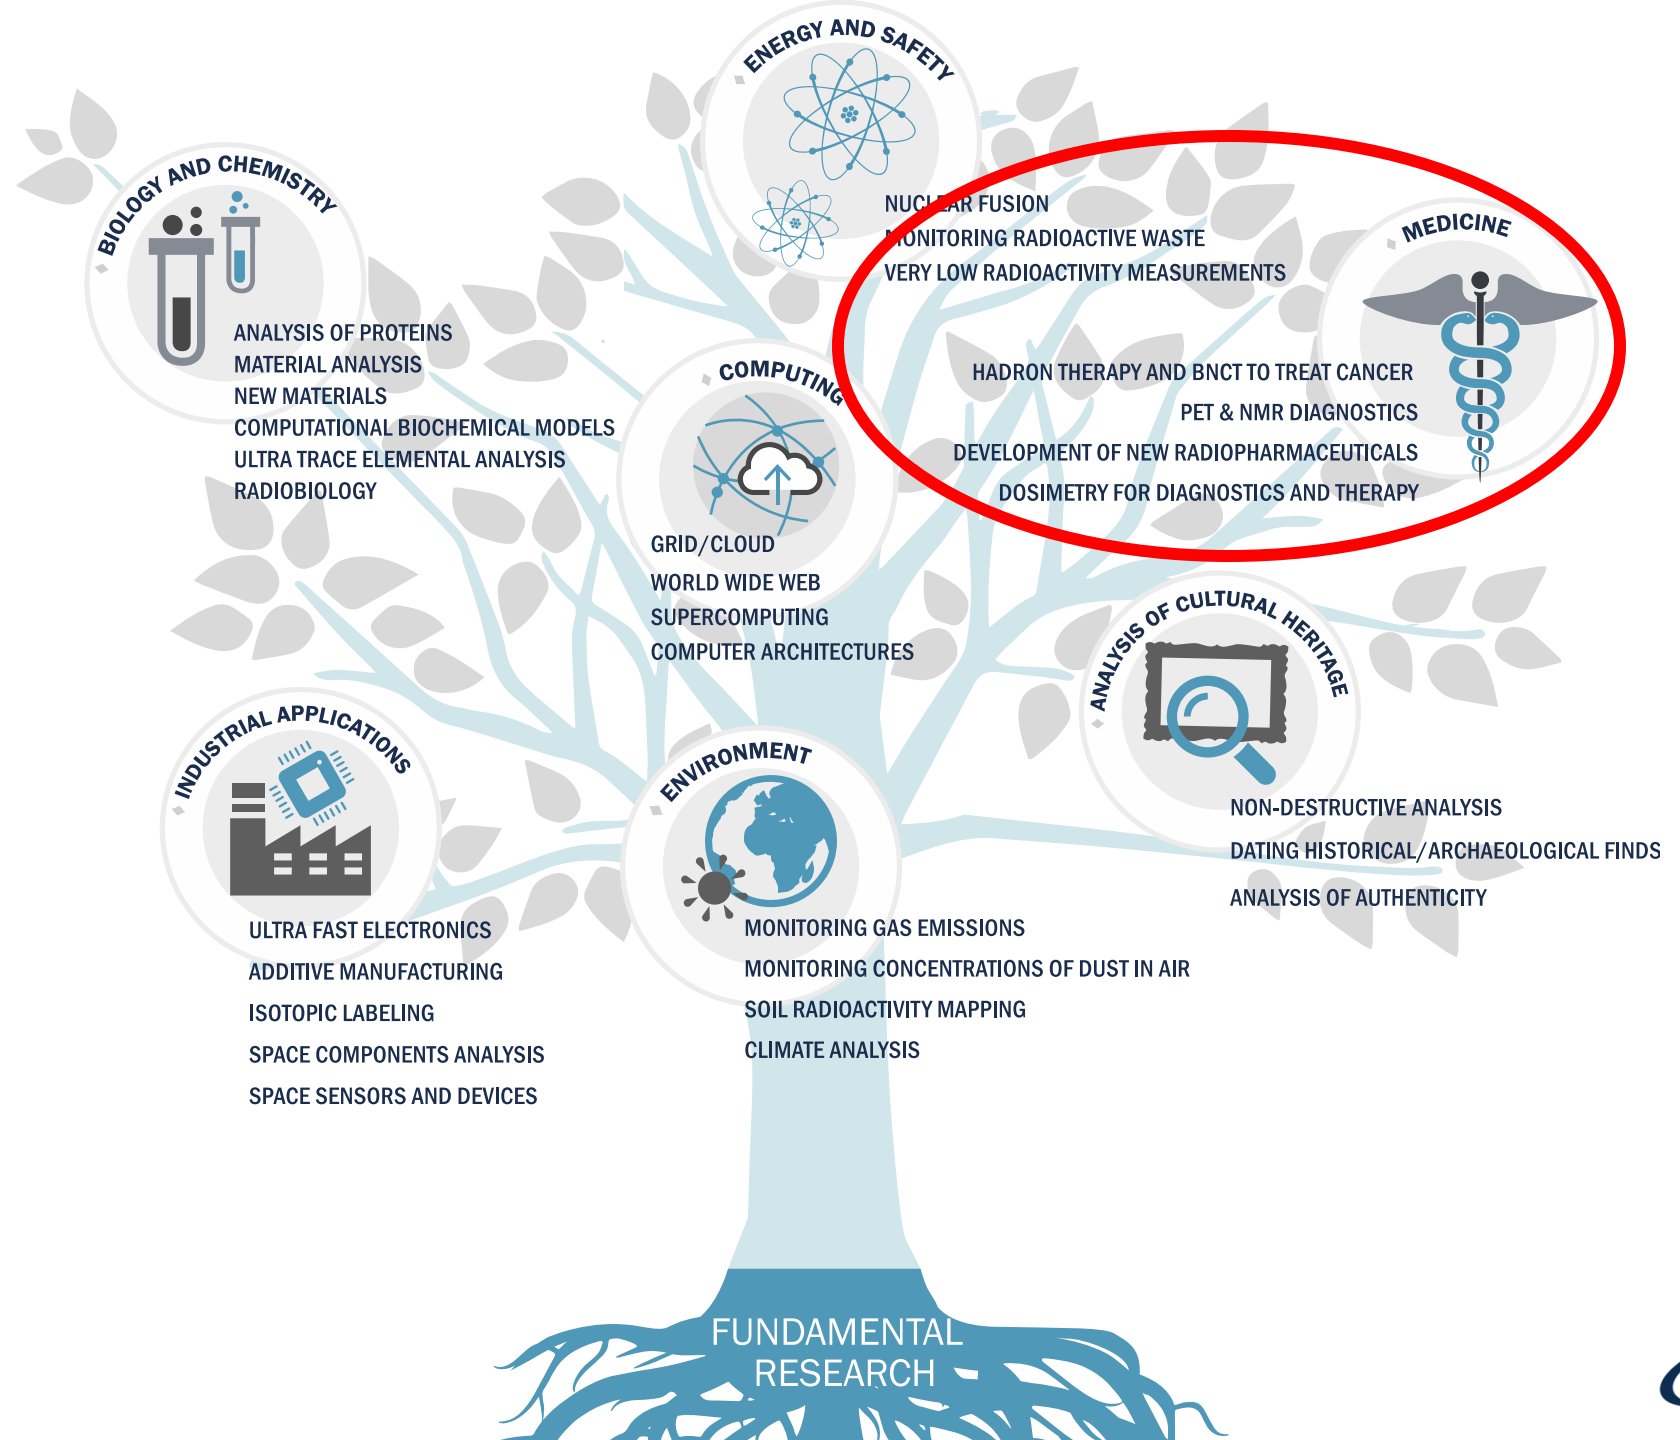 ENERGY AND SAFETY
NUCLEAR FUSION
MONITORING RADIOACTIVE WASTE
VERY LOW RADIOACTIVITY MEASUREMENTS
BIOLOGY AND CHEMISTRY
ANALYSIS OF PROTEINS
MATERIAL ANALYSIS
NEW MATERIALS
COMPUTATIONAL BIOCHEMICAL MODELS
ULTRA TRACE ELEMENTAL ANALYSIS
RADIOBIOLOGY
MEDICINE
HADRON THERAPY AND BNCT TO TREAT CANCER
PET & NMR DIAGNOSTICS
DEVELOPMENT OF NEW RADIOPHARMACEUTICALS
DOSIMETRY FOR DIAGNOSTICS AND THERAPY
COMPUTING
GRID/CLOUD
WORLD WIDE WEB
SUPERCOMPUTING
COMPUTER ARCHITECTURES
ANALYSIS OF CULTURAL HERITAGE
NON-DESTRUCTIVE ANALYSIS
DATING HISTORICAL/ARCHAEOLOGICAL FINDS
ANALYSIS OF AUTHENTICITY
INDUSTRIAL APPLICATIONS
ULTRA FAST ELECTRONICS
ADDITIVE MANUFACTURING
ISOTOPIC LABELING
SPACE COMPONENTS ANALYSIS
SPACE SENSORS AND DEVICES
ENVIRONMENT
MONITORING GAS EMISSIONS
MONITORING CONCENTRATIONS OF DUST IN AIR
SOIL RADIOACTIVITY MAPPING
CLIMATE ANALYSIS
FUNDAMENTAL
RESEARCH